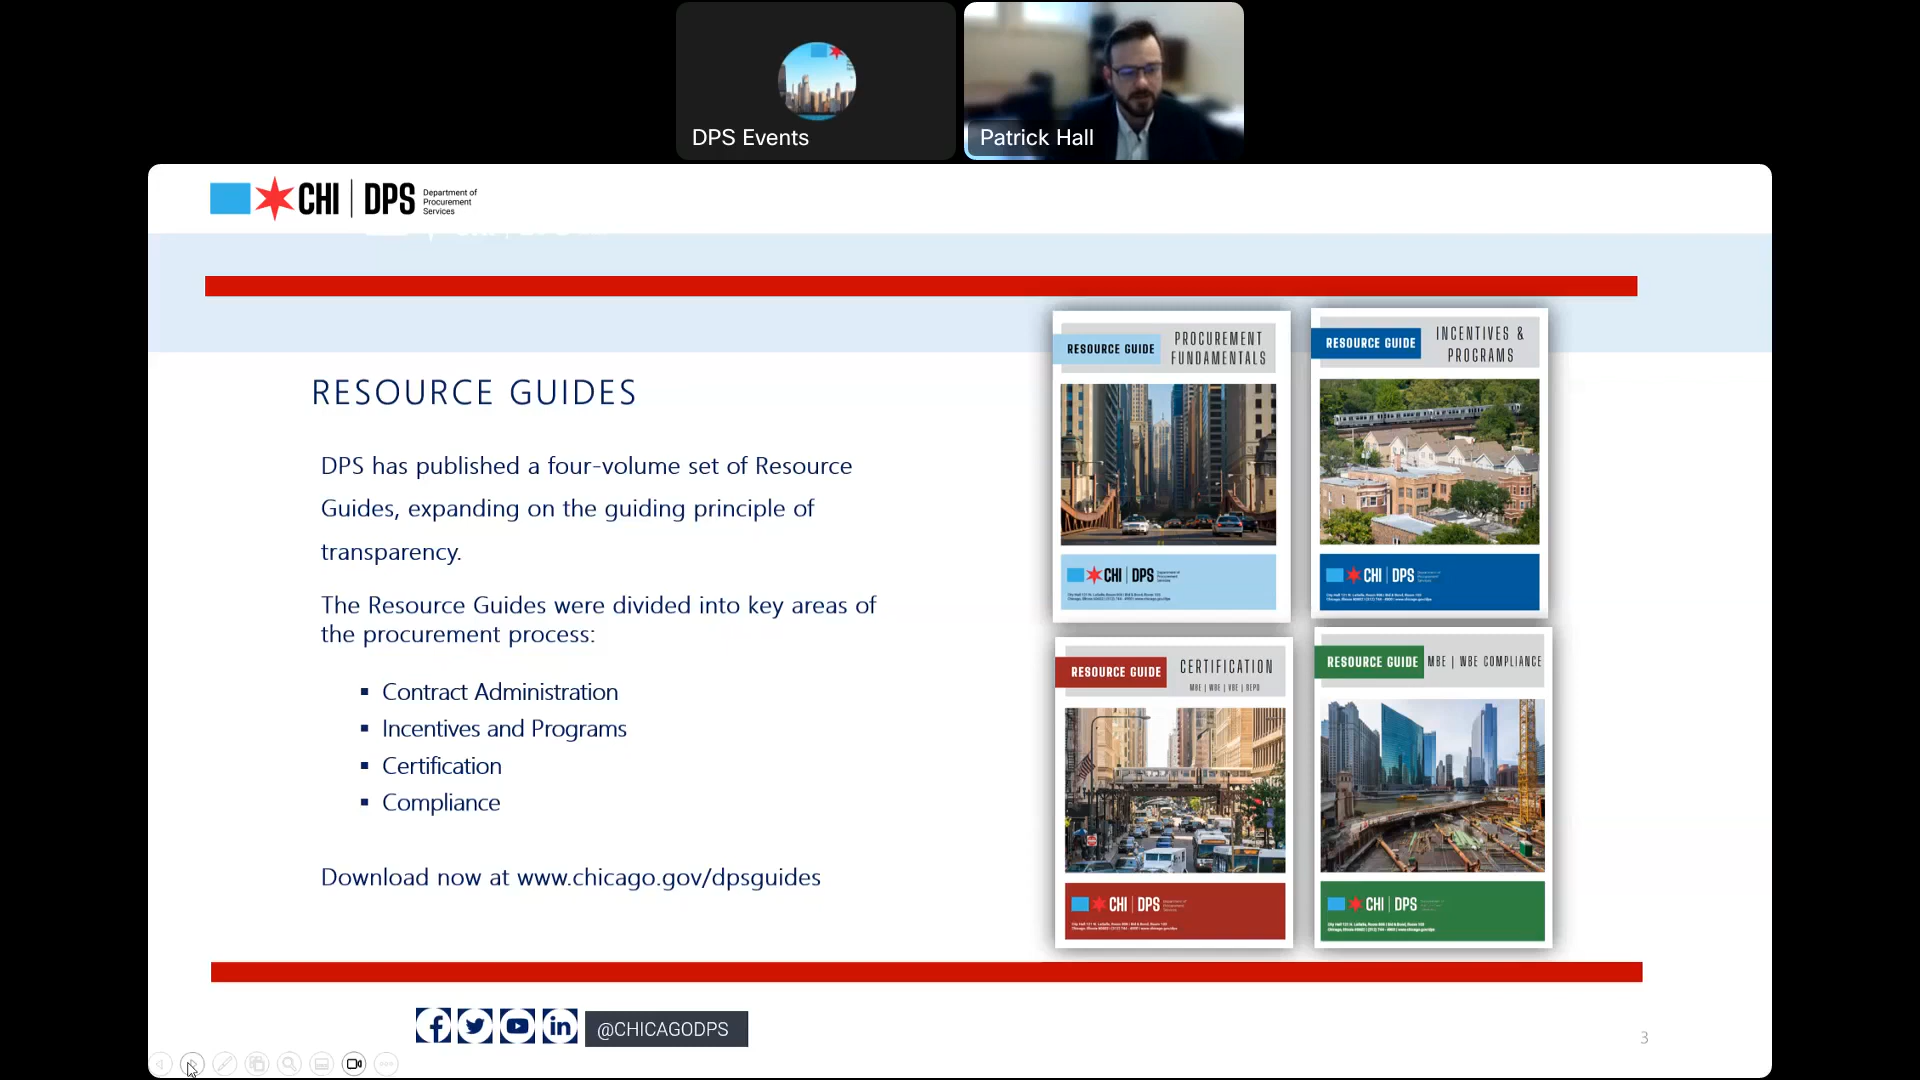 DPS Events
Patrick Hall
CHI | DPS
Department of
Procurement
Services
RESOURCE GUIDES
DPS has published a four-volume set of Resource
Guides, expanding on the guiding principle of
transparency.
The Resource Guides were divided into key areas of
the procurement process:
▪ Contract Administration
▪ Incentives and Programs
▪ Certification
▪ Compliance
Download now at www.chicago.gov/dpsguides
RESOURCE GUIDE
PROCUREMENT
FUNDAMENTALS
CHI | DPS
RESOURCE GUIDE
INCENTIVES &
PROGRAMS
CHI | DPS
RESOURCE GUIDE
CERTIFICATION
MBE | WBE | VBE | BEPD
CHI | DPS
RESOURCE GUIDE
MBE | WBE COMPLIANCE
CHI | DPS
@CHICAGODPS
3